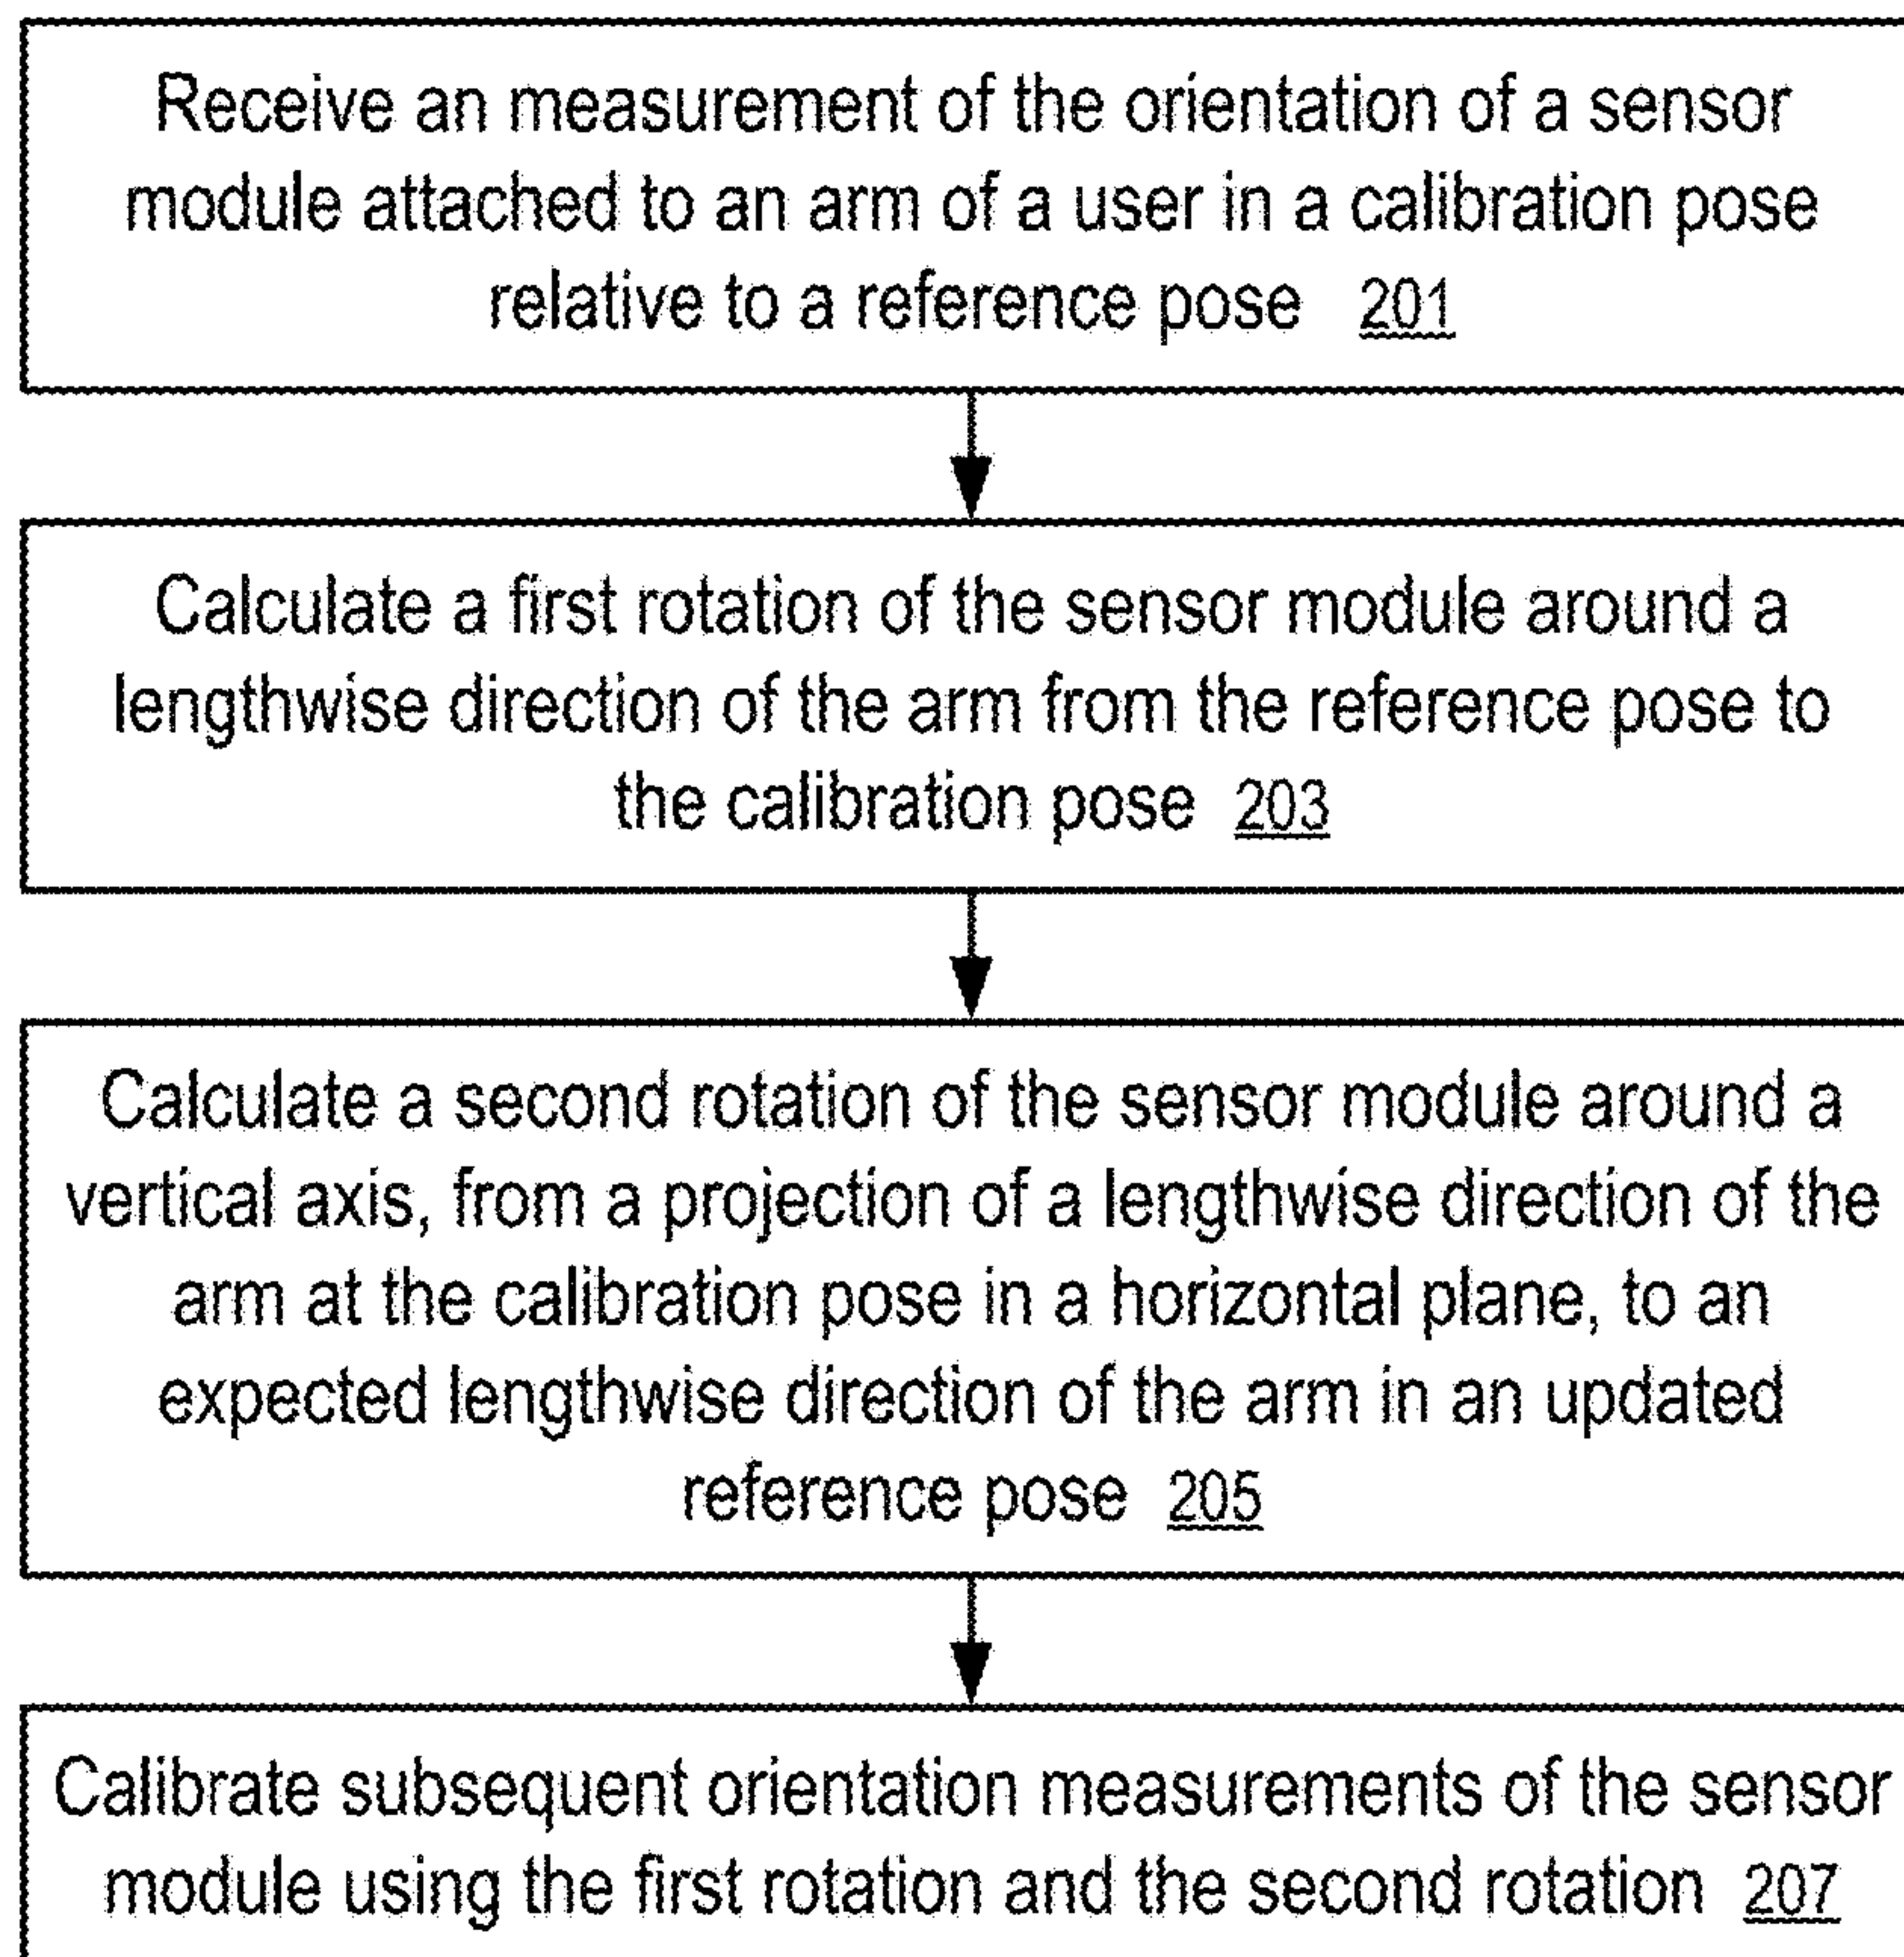 Receive an measurement of the orientation of a sensor
module attached to an arm of a user in a calibration pose
relative to a reference pose 201
Calculate a first rotation of the sensor module around a
lengthwise direction of the arm from the reference pose to
the calibration pose 203
Calculate a second rotation of the sensor module around a
vertical axis, from a projection of a lengthwise direction of the
arm at the calibration pose in a horizontal plane, to an
expected lengthwise direction of the arm in an updated
reference pose 205
Calibrate subsequent orientation measurements of the sensor
module using the first rotation and the second rotation 207